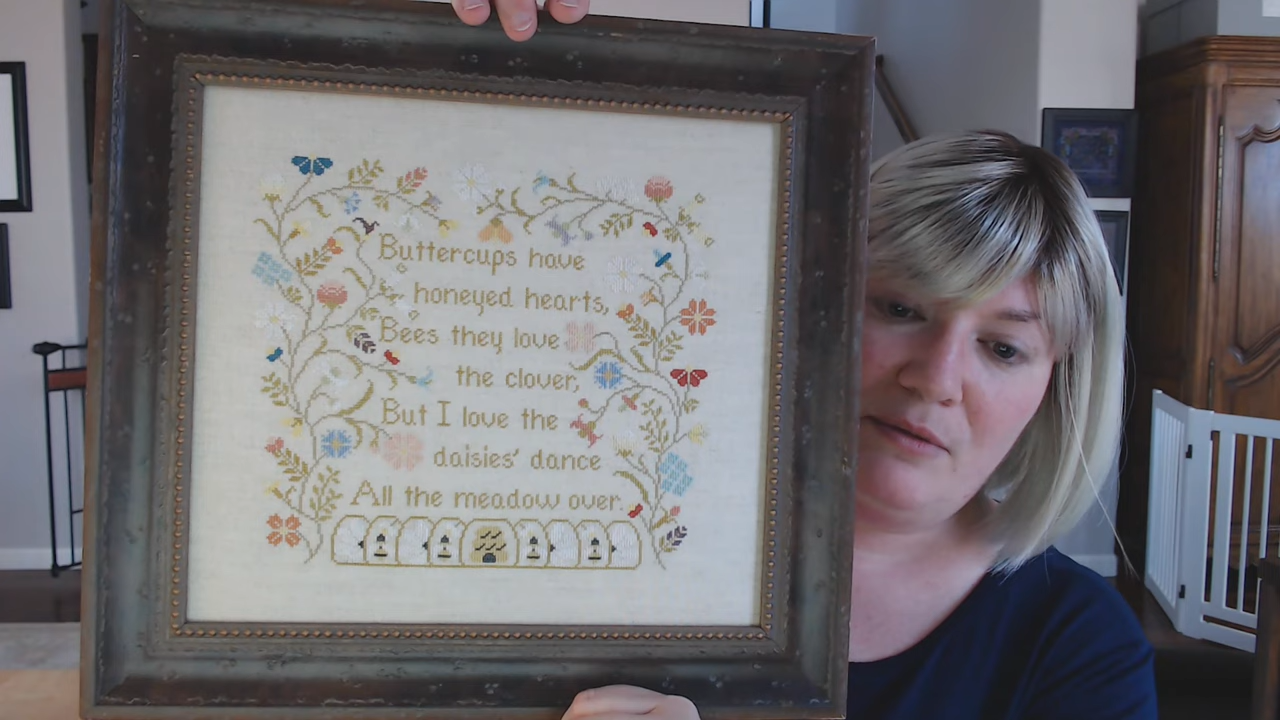 Buttercups have
honeyed hearts,
Bees they love
the clover,
But I love the
daisies' dance
All the meadow over.